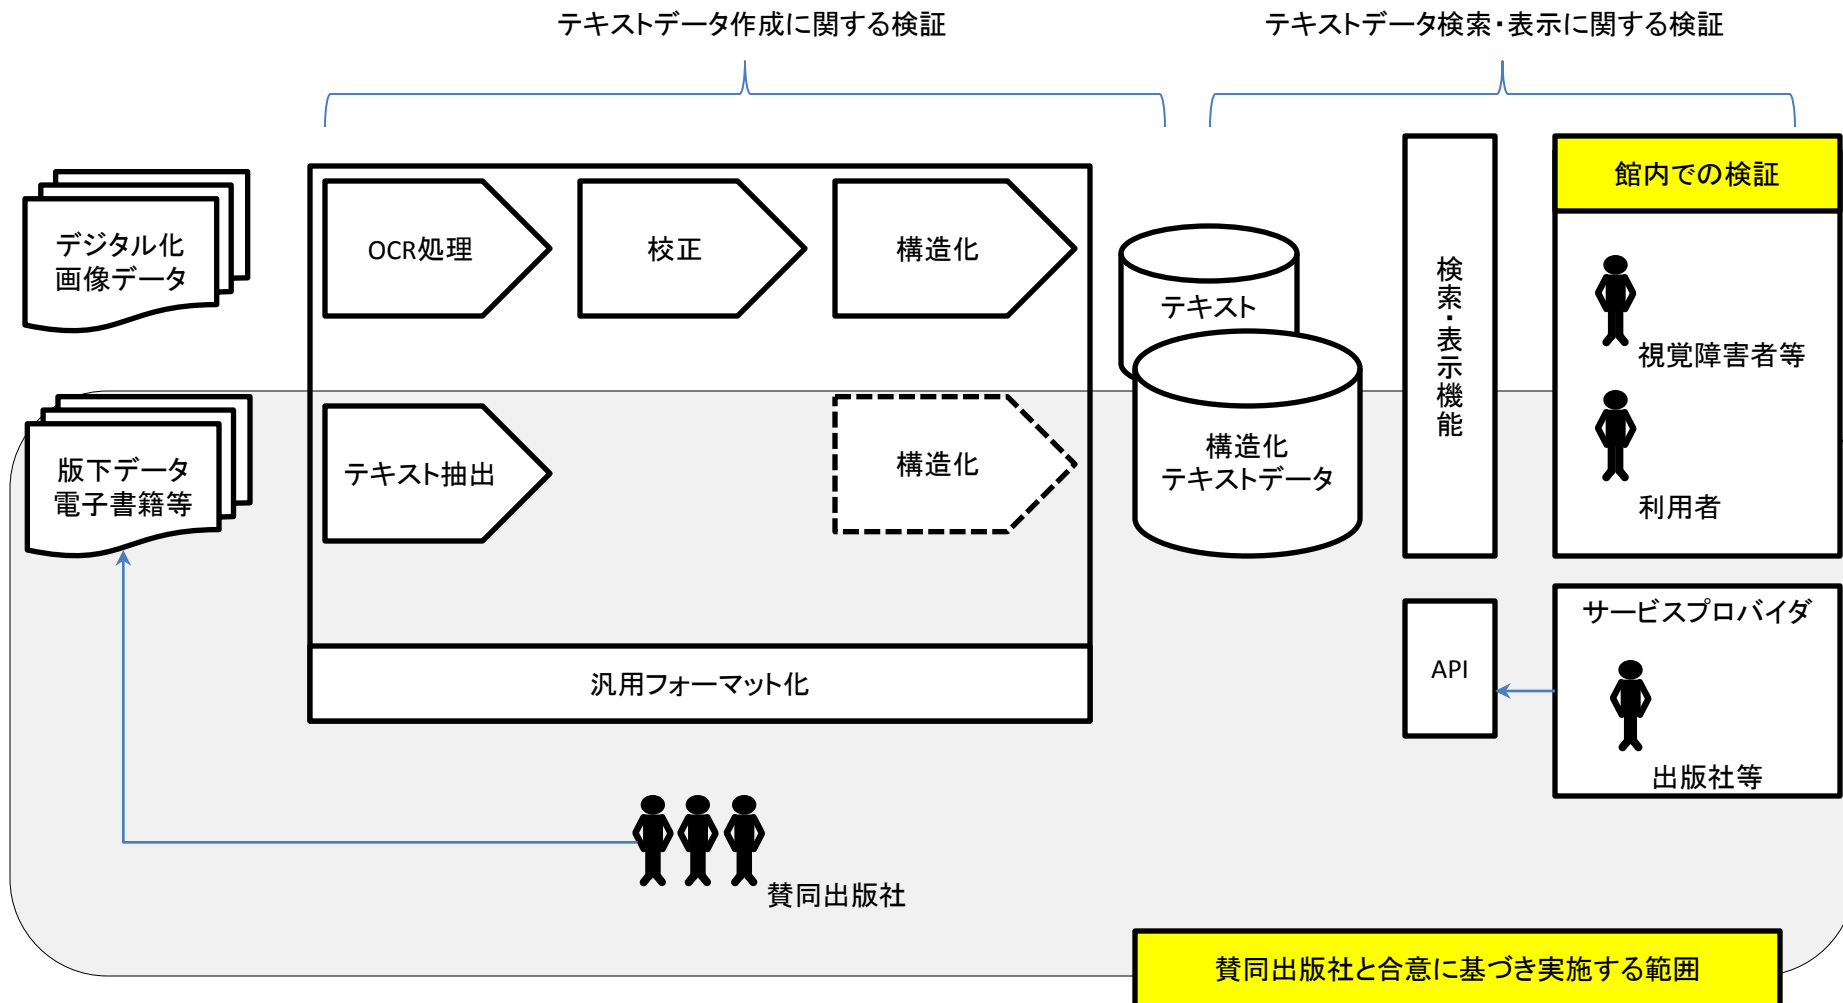 テキストデータ作成に関する検証
テキストデータ検索・表示に関する検証
館内での検証
デジタル化
画像データ
OCR処理
校正
構造化
テキスト
検索・表示機能
視覚障害者等
利用者
版下データ
電子書籍等
テキスト抽出
構造化
構造化
テキストデータ
汎用フォーマット化
API
サービスプロバイダ
出版社等
賛同出版社
賛同出版社と合意に基づき実施する範囲